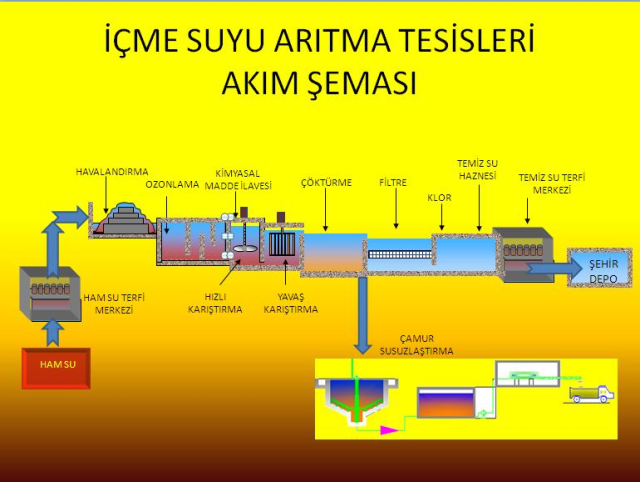 İÇME SUYU ARITMA TESİSLERİ
AKIM ŞEMASI
HAVALANDIRMA
OZONLAMA
KİMYASAL
MADDE İLAVESİ
ÇÖKTÜRME
FİLTRE
KLOR
TEMİZ SU
HAZNESİ
TEMİZ SU TERFİ
MERKEZİ
HAM SU TERFİ
MERKEZİ
HIZLI
KARIŞTIRMA
YAVAŞ
KARIŞTIRMA
ŞEHİR
DEPO
ÇAMUR
SUSUZLAŞTIRMA
HAM SU